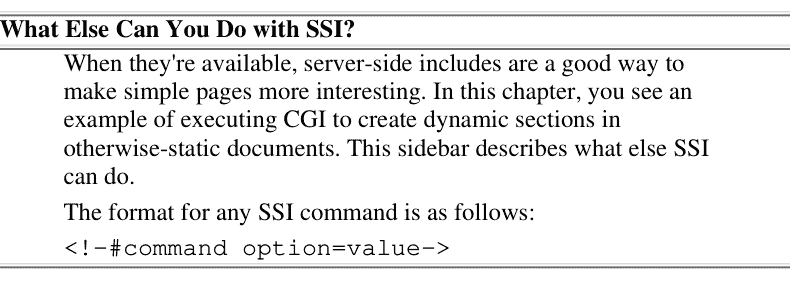 What Else Can You Do with SSI?
When they're available, server-side includes are a good way to
make simple pages more interesting. In this chapter, you see an
example of executing CGI to create dynamic sections in
otherwise-static documents. This sidebar describes what else SSI
can do.
The format for any SSI command is as follows:
<!-#command option=value->